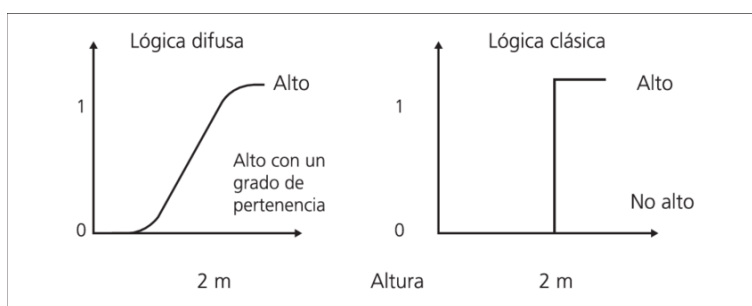 Lógica difusa
1
Alto
Alto con un
grado de
pertenencia
0
2 m
Altura
Lógica clásica
1
Alto
No alto
0
2 m